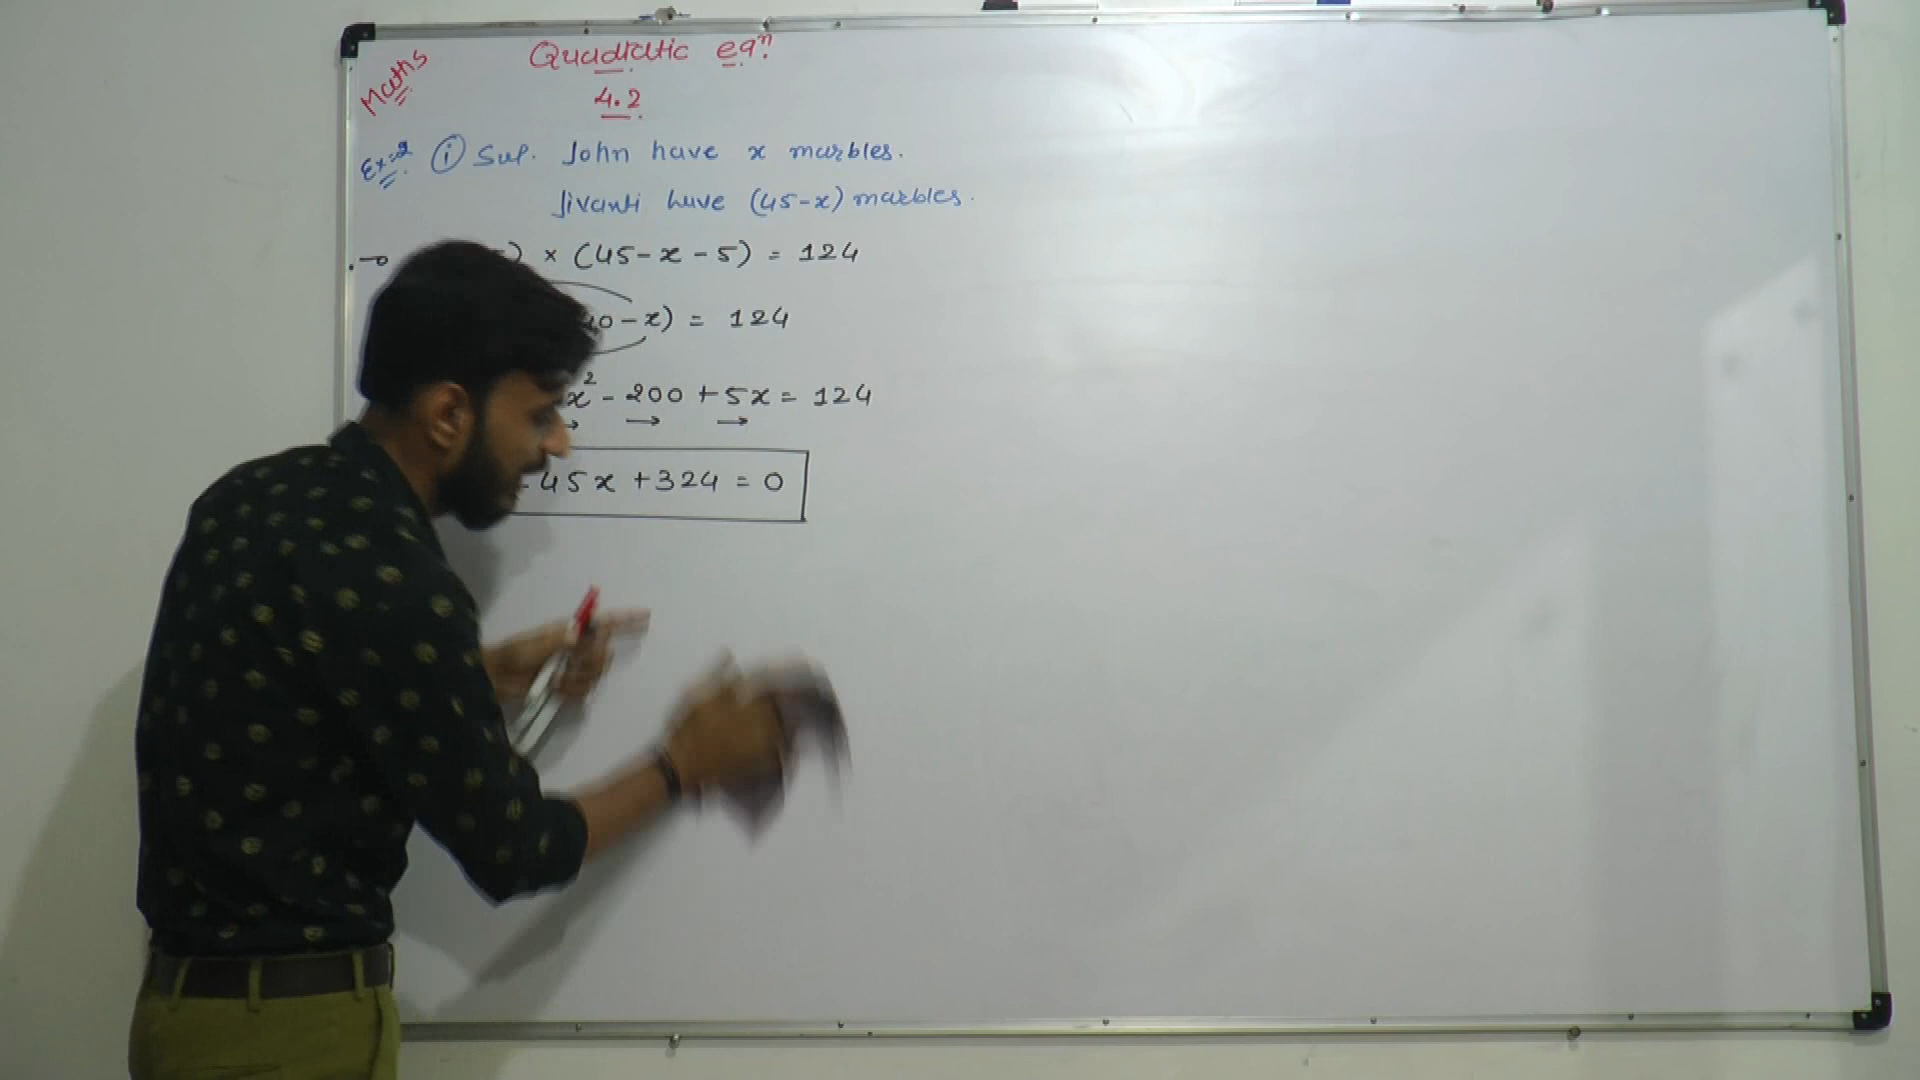 Maths
Quadratic eqn.
4.2
Ex=2 (i) Sup. John have x marbles.
Jivanti have (45-x) marbles.
) × (45-x-5) = 124
40-x) = 124
x² - 200 + 5x = 124
-45x+324 = 0